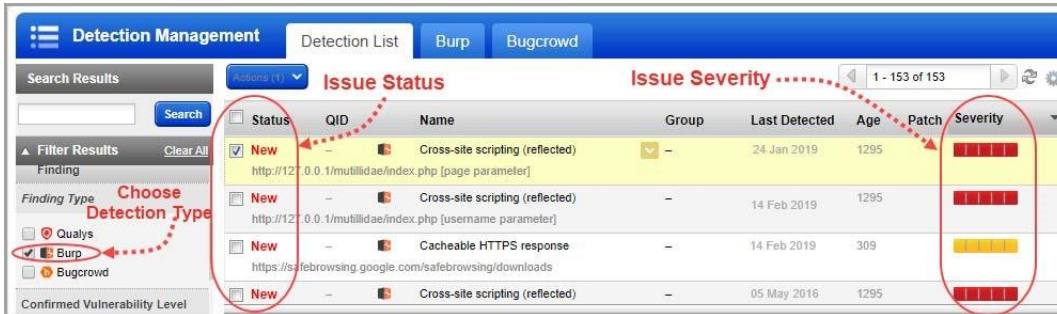 Detection Management
Detection List
Burp
Bugcrowd
Search Results
Search
Filter Results
Clear All
Finding
Finding Type
Choose
Detection Type
Qualys
Burp
Bugcrowd
Confirmed Vulnerability Level
Actions (1)
Issue Status
Issue Severity
1 - 153 of 153
Status QID Name Group Last Detected Age Patch Severity
New – Cross-site scripting (reflected) – 24 Jan 2019 1295
http://127.0.0.1/mutillidae/index.php [page parameter]
New – Cross-site scripting (reflected) – 14 Feb 2019 1295
http://127.0.0.1/mutillidae/index.php [username parameter]
New – Cacheable HTTPS response – 14 Feb 2019 309
https://safebrowsing.google.com/safebrowsing/downloads
New – Cross-site scripting (reflected) – 05 May 2016 1295